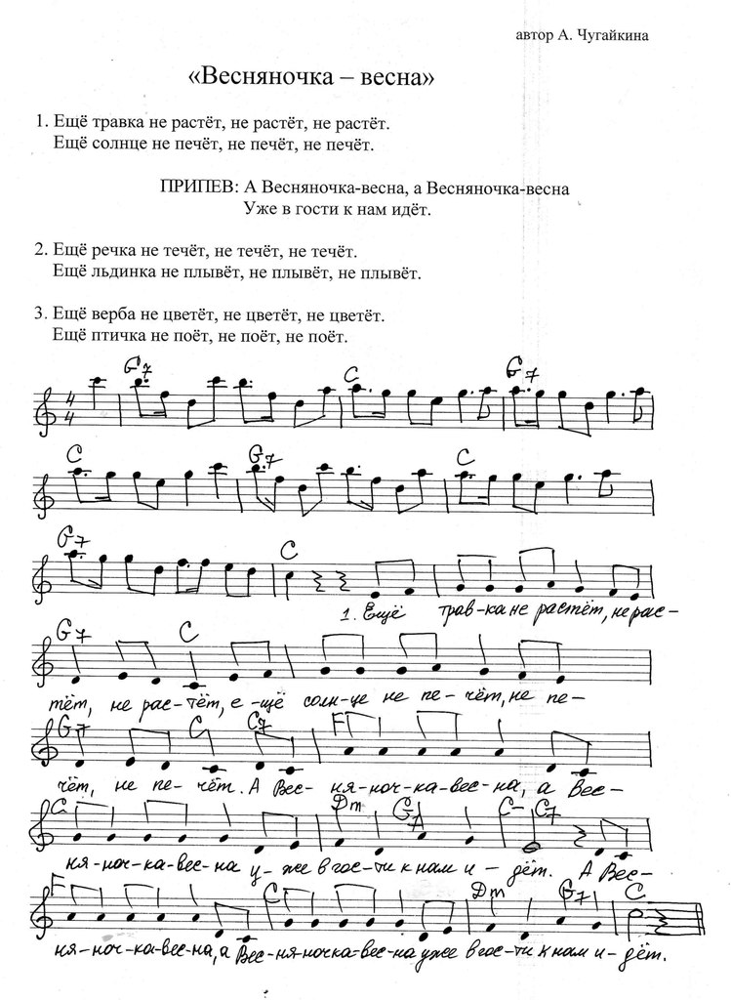 автор А. Чугайкина
«Весняночка – весна»
1. Ещё травка не растёт, не растёт, не растёт.
Ещё солнце не печёт, не печёт, не печёт.
ПРИПЕВ: А Весняночка-весна, а Весняночка-весна
Уже в гости к нам идёт.
2. Ещё речка не течёт, не течёт, не течёт.
Ещё льдинка не плывёт, не плывёт, не плывёт.
3. Ещё верба не цветёт, не цветёт, не цветёт.
Ещё птичка не поёт, не поёт, не поёт.
G7 C G7
4
4
C G7 C
G7 C
1. Ещё трав-ка не растёт, не рас-
G7 C
тёт, не рас-тёт, е-щё солн-це не пе-чёт, не пе-
G7 C C7 F
чёт, не пе-чёт. А Вес-ня-ноч-ка-вес-на, а Вес-
C Dm G7 C C7
ня-ноч-ка-вес-на у-же в гос-ти к нам и-дёт. А Вес-
F C Dm G7 C
ня-ноч-ка-вес-на, а Вес-ня-ночка-вес-на уже в гос-ти к нам и-дёт.